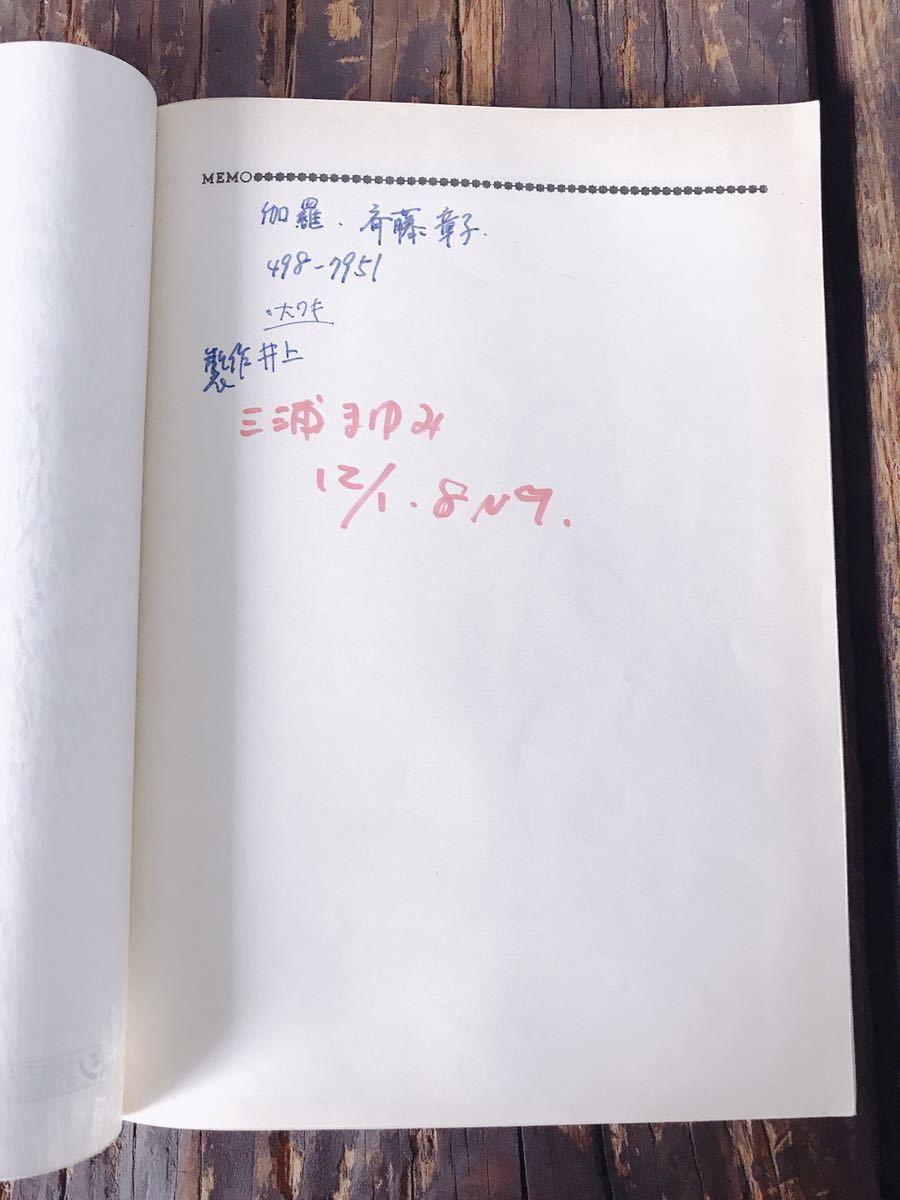 MEMO
伽羅.斉藤章子.
498-7951
・大ワキ
製作井上
三浦まゆみ
12/1.8NG.